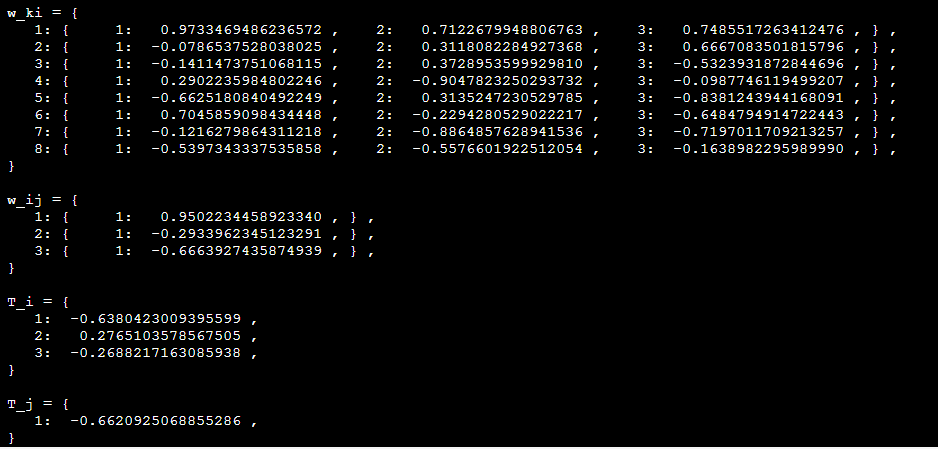 w_ki = {
1: { 1: 0.9733469486236572 , 2: 0.7122679948806763 , 3: 0.7485517263412476 , } ,
2: { 1: -0.0786537528038025 , 2: 0.3118082284927368 , 3: 0.6667083501815796 , } ,
3: { 1: -0.1411473751068115 , 2: 0.3728953599929810 , 3: -0.5323931872844696 , } ,
4: { 1: 0.2902235984802246 , 2: -0.9047823250293732 , 3: -0.0987746119499207 , } ,
5: { 1: -0.6625180840492249 , 2: 0.3135247230529785 , 3: -0.8381243944168091 , } ,
6: { 1: 0.7045859098434448 , 2: -0.2294280529022217 , 3: -0.6484794914722443 , } ,
7: { 1: -0.1216279864311218 , 2: -0.8864857628941536 , 3: -0.7197011709213257 , } ,
8: { 1: -0.5397343337535858 , 2: -0.5576601922512054 , 3: -0.1638982295989990 , } ,
}
w_ij = {
1: { 1: 0.9502234458923340 , } ,
2: { 1: -0.2933962345123291 , } ,
3: { 1: -0.6663927435874939 , } ,
}
T_i = {
1: -0.6380423009395599 ,
2: 0.2765103578567505 ,
3: -0.2688217163085938 ,
}
T_j = {
1: -0.6620925068855286 ,
}